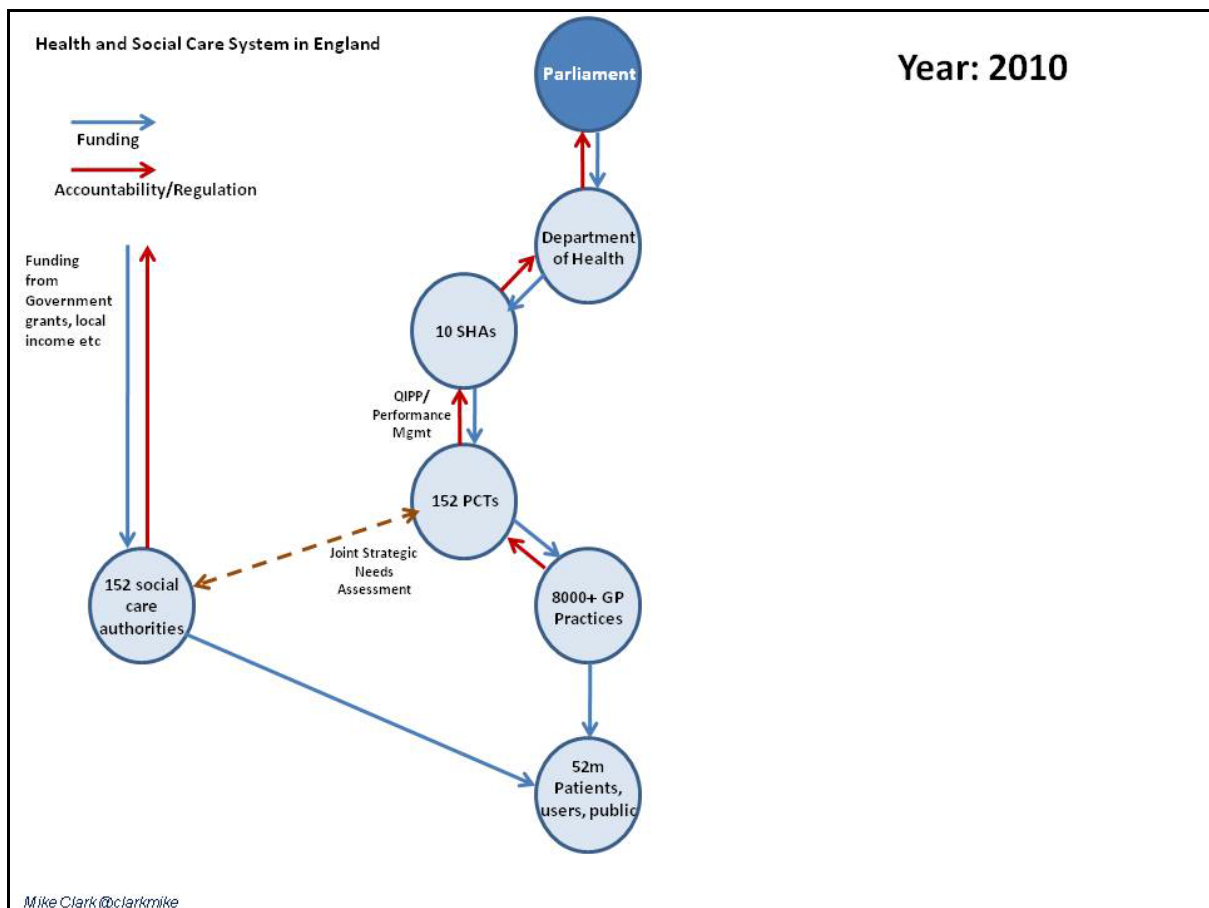 Health and Social Care System in England
Year: 2010
Parliament
Funding
Accountability/Regulation
Department
of Health
Funding
from
Government
grants, local
income etc
10 SHAs
QIPP/
Performance
Mgmt
152 PCTs
Joint Strategic
Needs
Assessment
152 social
care
authorities
8000+ GP
Practices
52m
Patients,
users, public
Mike Clark @clarkmike